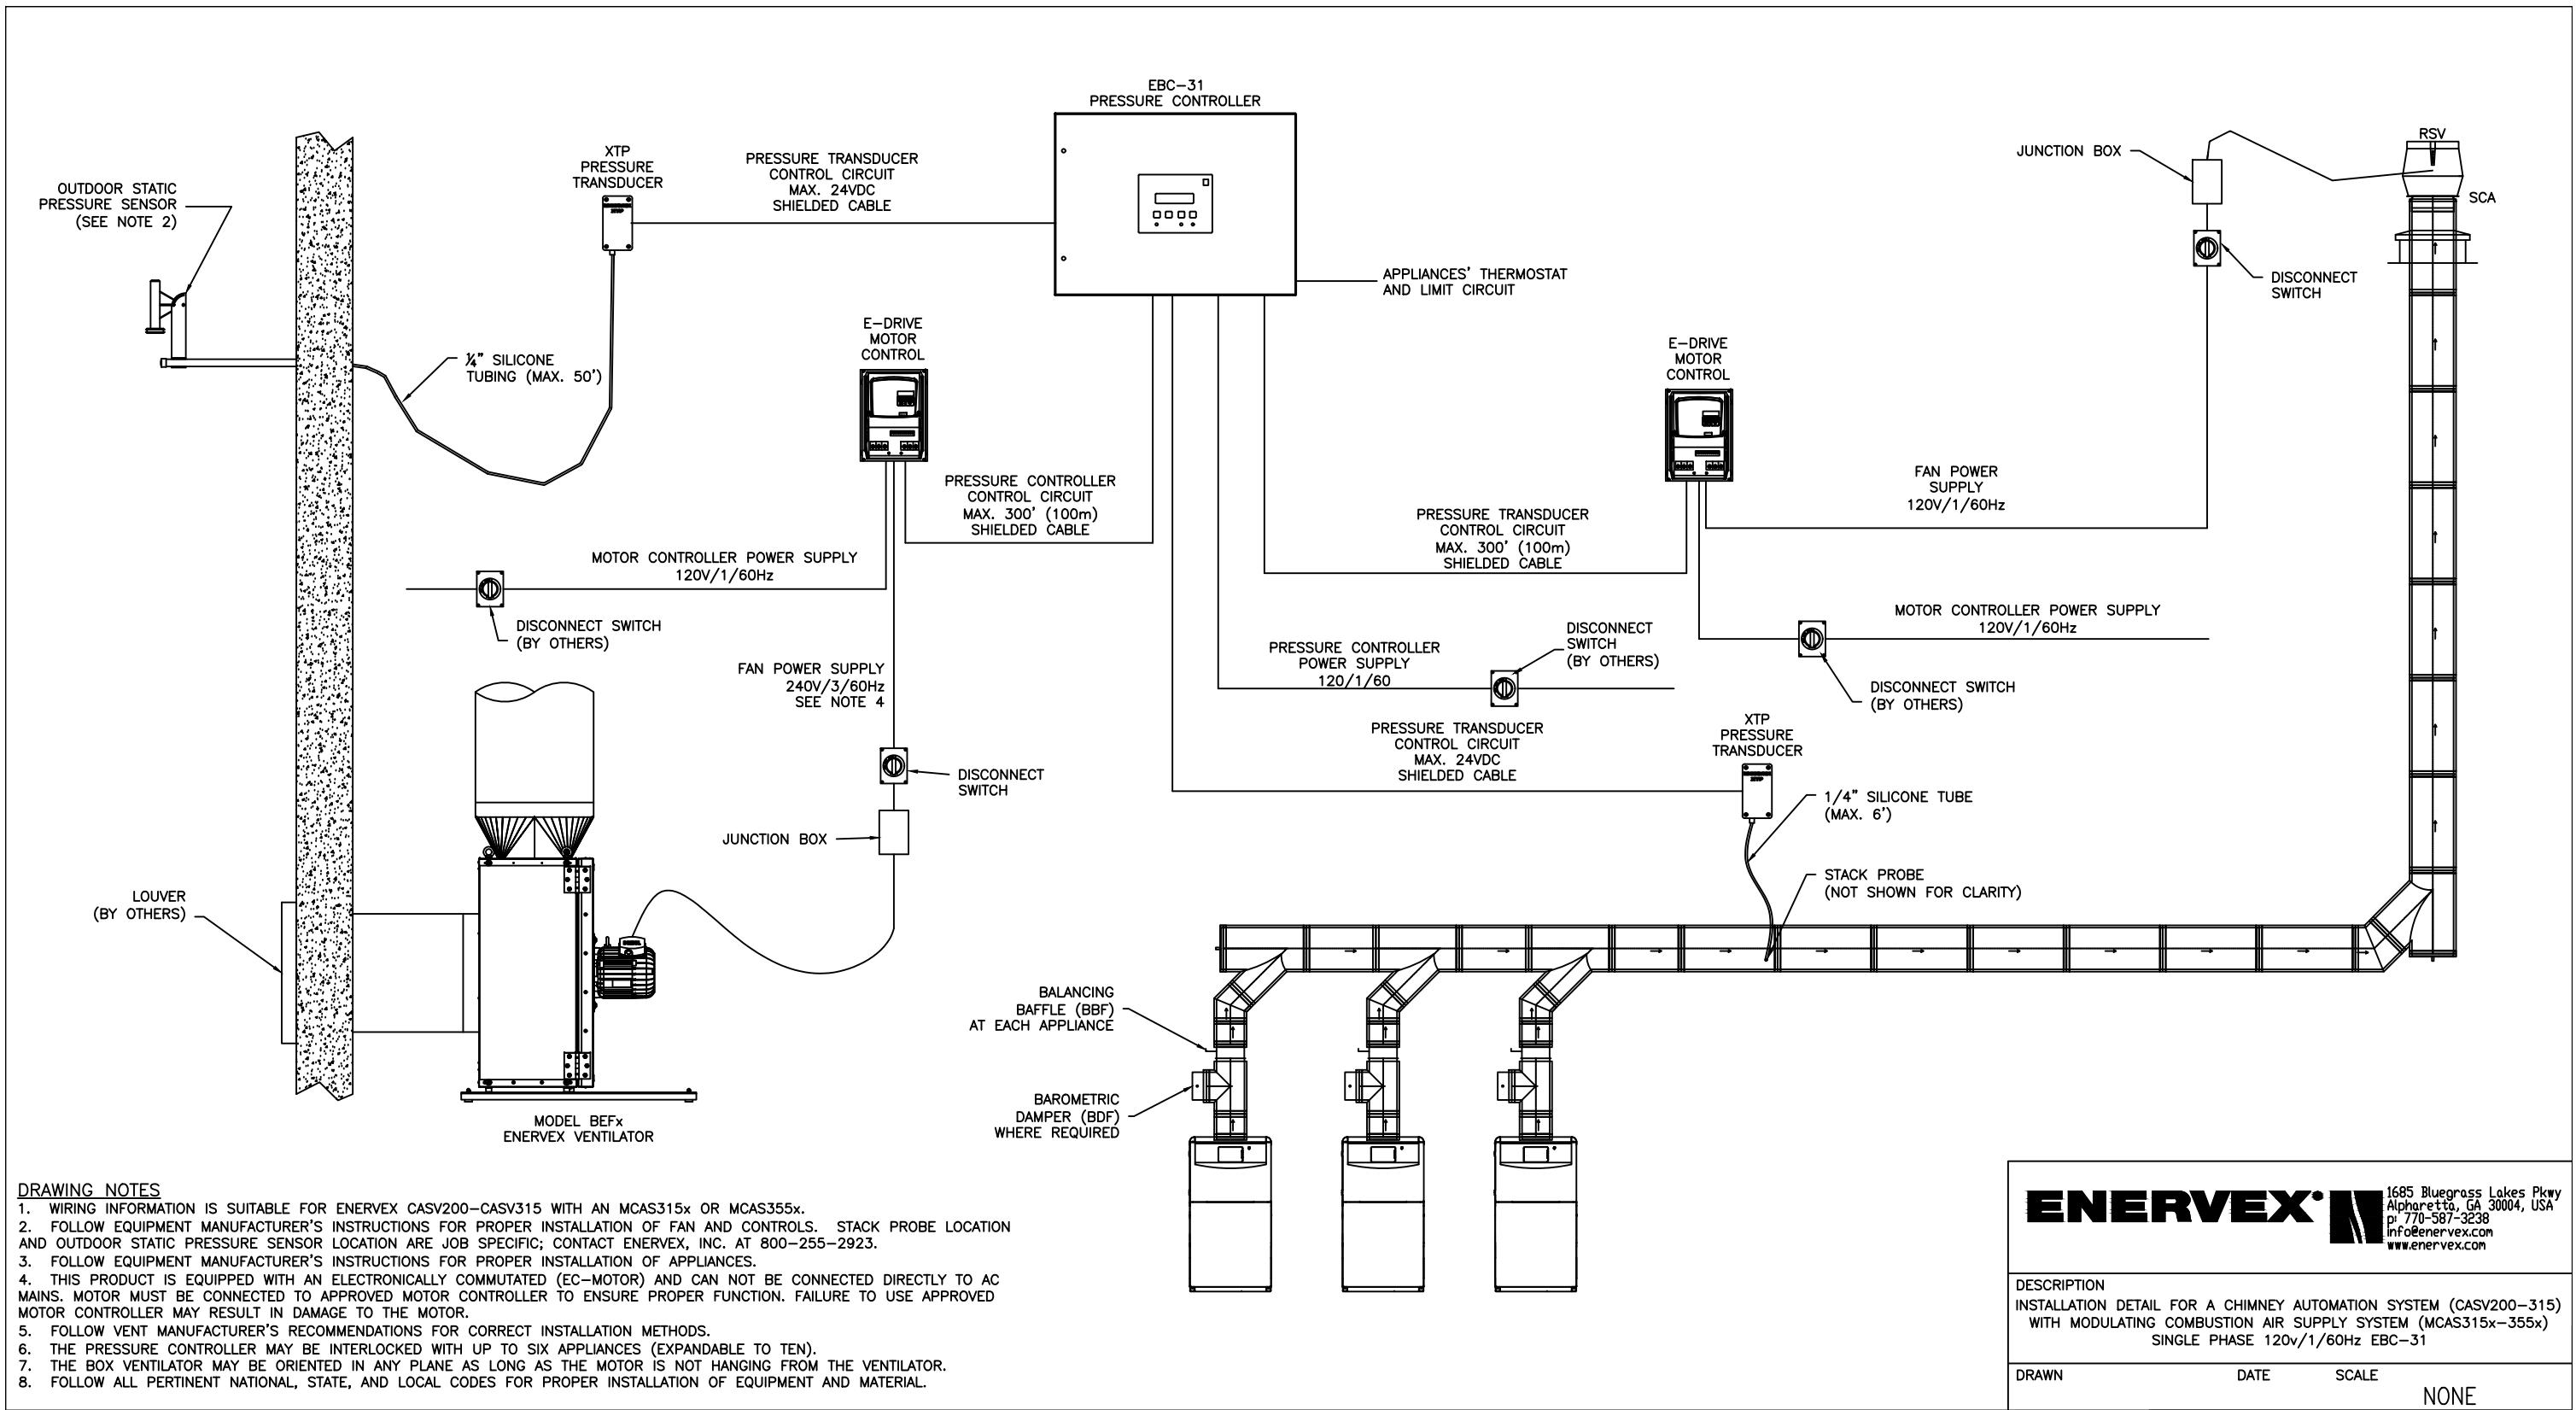 EBC-31
PRESSURE CONTROLLER
XTP
PRESSURE
TRANSDUCER
PRESSURE TRANSDUCER
CONTROL CIRCUIT
MAX. 24VDC
SHIELDED CABLE
OUTDOOR STATIC
PRESSURE SENSOR
(SEE NOTE 2)
JUNCTION BOX
RSV
SCA
DISCONNECT
SWITCH
APPLIANCES' THERMOSTAT
AND LIMIT CIRCUIT
E-DRIVE
MOTOR
CONTROL
E-DRIVE
MOTOR
CONTROL
¼" SILICONE
TUBING (MAX. 50')
PRESSURE CONTROLLER
CONTROL CIRCUIT
MAX. 300' (100m)
SHIELDED CABLE
FAN POWER
SUPPLY
120V/1/60Hz
PRESSURE TRANSDUCER
CONTROL CIRCUIT
MAX. 300' (100m)
SHIELDED CABLE
MOTOR CONTROLLER POWER SUPPLY
120V/1/60Hz
DISCONNECT SWITCH
(BY OTHERS)
MOTOR CONTROLLER POWER SUPPLY
120V/1/60Hz
DISCONNECT SWITCH
(BY OTHERS)
PRESSURE CONTROLLER
POWER SUPPLY
120/1/60
DISCONNECT
SWITCH
(BY OTHERS)
FAN POWER SUPPLY
240V/3/60Hz
SEE NOTE 4
PRESSURE TRANSDUCER
CONTROL CIRCUIT
MAX. 24VDC
SHIELDED CABLE
XTP
PRESSURE
TRANSDUCER
DISCONNECT
SWITCH
JUNCTION BOX
1/4" SILICONE TUBE
(MAX. 6')
STACK PROBE
(NOT SHOWN FOR CLARITY)
LOUVER
(BY OTHERS)
BALANCING
BAFFLE (BBF)
AT EACH APPLIANCE
BAROMETRIC
DAMPER (BDF)
WHERE REQUIRED
MODEL BEFx
ENERVEX VENTILATOR
DRAWING NOTES
1. WIRING INFORMATION IS SUITABLE FOR ENERVEX CASV200-CASV315 WITH AN MCAS315x OR MCAS355x.
2. FOLLOW EQUIPMENT MANUFACTURER'S INSTRUCTIONS FOR PROPER INSTALLATION OF FAN AND CONTROLS. STACK PROBE LOCATION
AND OUTDOOR STATIC PRESSURE SENSOR LOCATION ARE JOB SPECIFIC; CONTACT ENERVEX, INC. AT 800-255-2923.
3. FOLLOW EQUIPMENT MANUFACTURER'S INSTRUCTIONS FOR PROPER INSTALLATION OF APPLIANCES.
4. THIS PRODUCT IS EQUIPPED WITH AN ELECTRONICALLY COMMUTATED (EC-MOTOR) AND CAN NOT BE CONNECTED DIRECTLY TO AC
MAINS. MOTOR MUST BE CONNECTED TO APPROVED MOTOR CONTROLLER TO ENSURE PROPER FUNCTION. FAILURE TO USE APPROVED
MOTOR CONTROLLER MAY RESULT IN DAMAGE TO THE MOTOR.
5. FOLLOW VENT MANUFACTURER'S RECOMMENDATIONS FOR CORRECT INSTALLATION METHODS.
6. THE PRESSURE CONTROLLER MAY BE INTERLOCKED WITH UP TO SIX APPLIANCES (EXPANDABLE TO TEN).
7. THE BOX VENTILATOR MAY BE ORIENTED IN ANY PLANE AS LONG AS THE MOTOR IS NOT HANGING FROM THE VENTILATOR.
8. FOLLOW ALL PERTINENT NATIONAL, STATE, AND LOCAL CODES FOR PROPER INSTALLATION OF EQUIPMENT AND MATERIAL.
ENERVEX
1685 Bluegrass Lakes Pkwy
Alpharetta, GA 30004, USA
p: 770-587-3238
info@enervex.com
www.enervex.com
DESCRIPTION
INSTALLATION DETAIL FOR A CHIMNEY AUTOMATION SYSTEM (CASV200-315)
WITH MODULATING COMBUSTION AIR SUPPLY SYSTEM (MCAS315x-355x)
SINGLE PHASE 120v/1/60Hz EBC-31
DRAWN DATE SCALE
NONE